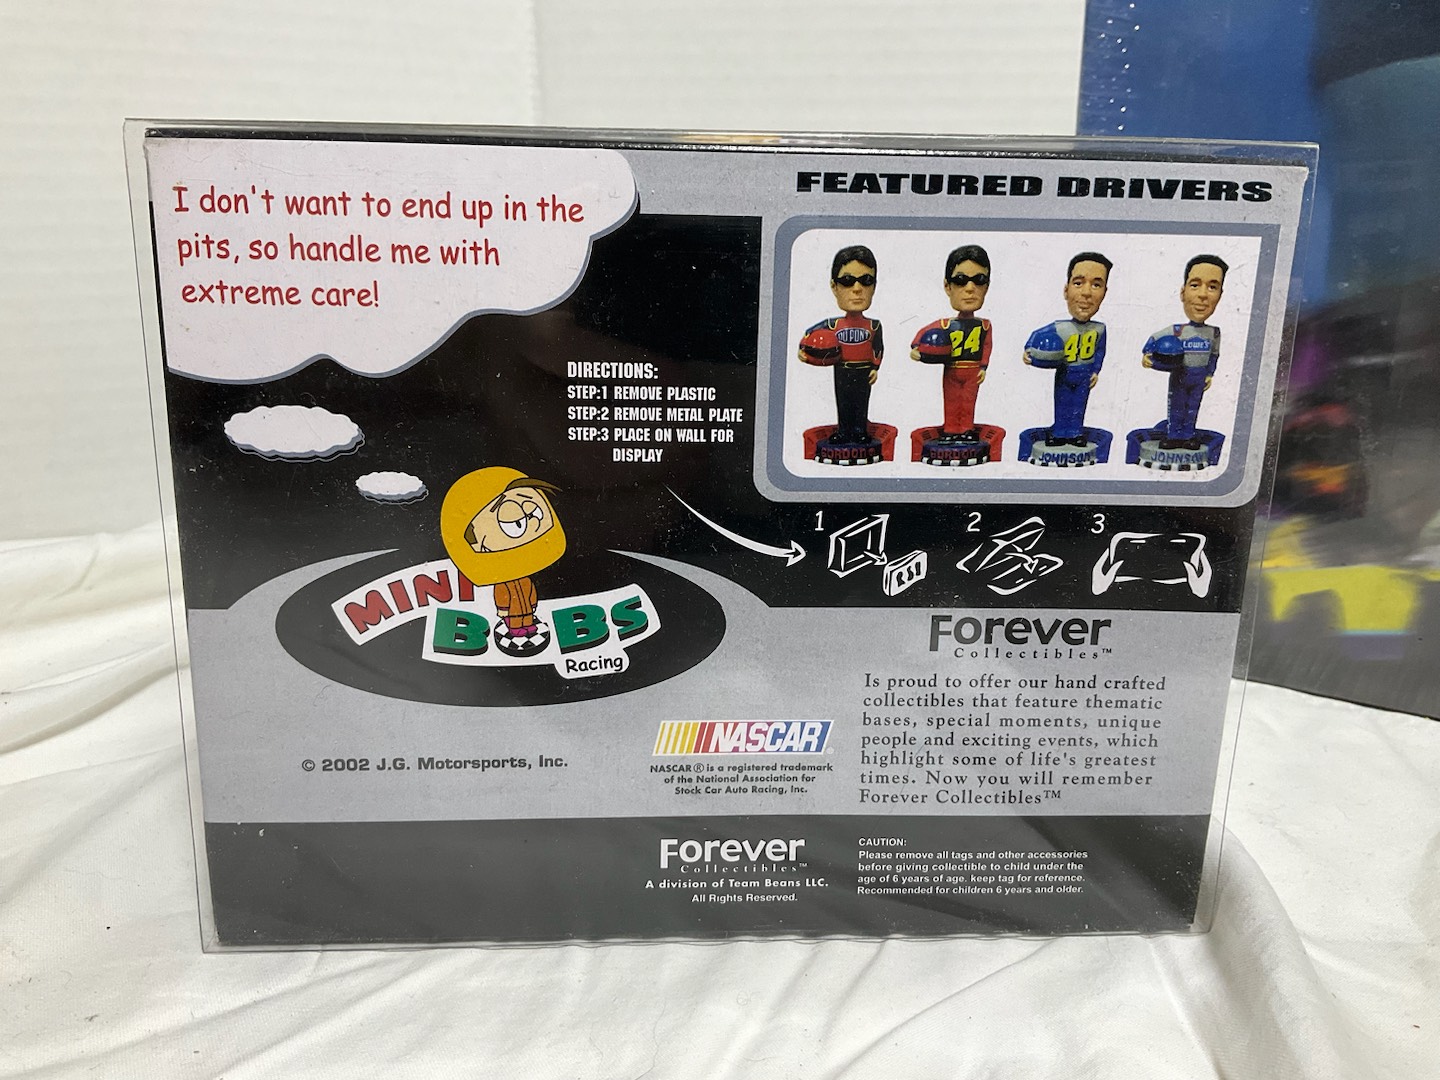 I don't want to end up in the
pits, so handle me with
extreme care!
FEATURED DRIVERS
DU PONT
24
48
LOWE'S
GORDON
GORDON
JOHNSON
JOHNSON
DIRECTIONS:
STEP:1 REMOVE PLASTIC
STEP:2 REMOVE METAL PLATE
STEP:3 PLACE ON WALL FOR
DISPLAY
1
2
3
MINI
BOBS
Racing
Forever
Collectibles™
Is proud to offer our hand crafted
collectibles that feature thematic
bases, special moments, unique
people and exciting events, which
highlight some of life's greatest
times. Now you will remember
Forever Collectibles™
© 2002 J.G. Motorsports, Inc.
NASCAR®
NASCAR® is a registered trademark
of the National Association for
Stock Car Auto Racing, Inc.
Forever
Collectibles™
A division of Team Beans LLC.
All Rights Reserved.
CAUTION:
Please remove all tags and other accessories
before giving collectible to child under the
age of 6 years of age. keep tag for reference.
Recommended for children 6 years and older.